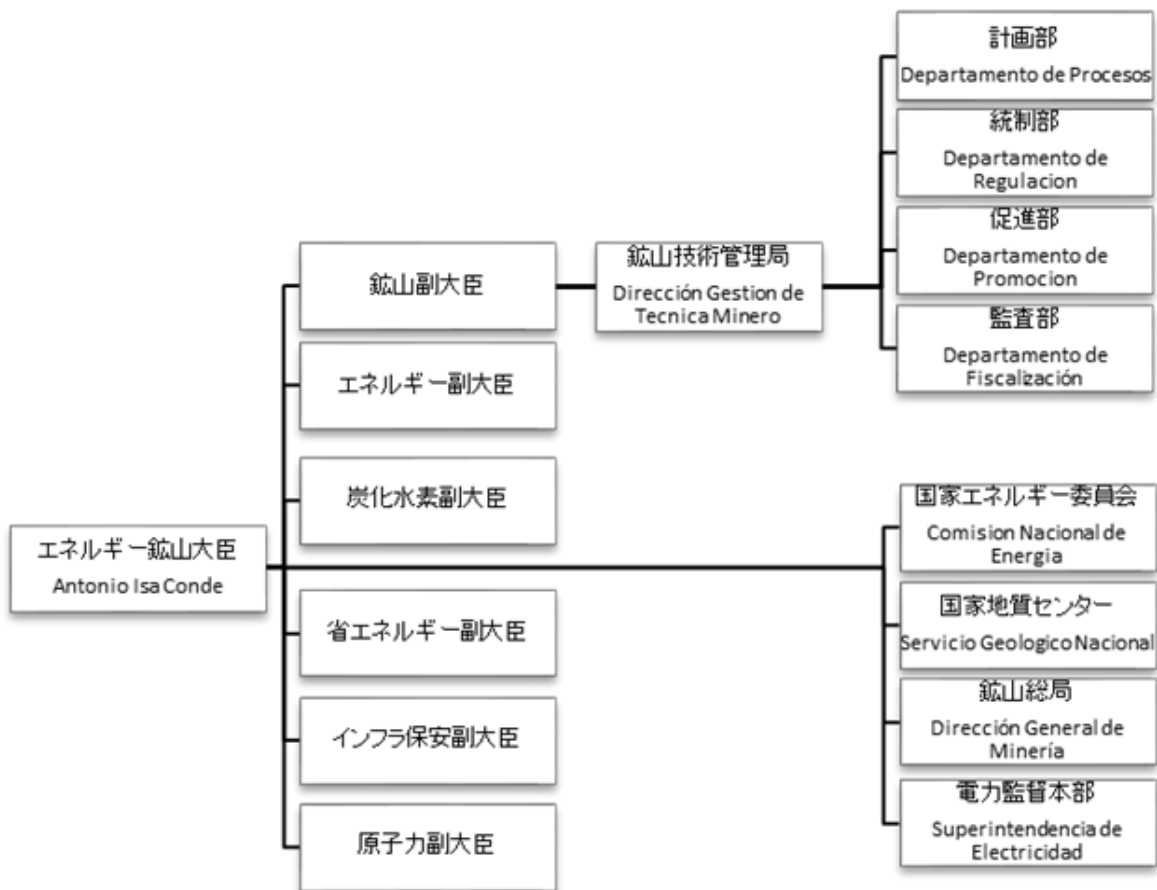 計画部
Departamento de Procesos
統制部
Departamento de
Regulacion
促進部
Departamento de
Promocion
監査部
Departamento de
Fiscalización
鉱山技術管理局
Dirección Gestion de
Tecnica Minero
鉱山副大臣
エネルギー副大臣
炭化水素副大臣
エネルギー鉱山大臣
Antonio Isa Conde
省エネルギー副大臣
インフラ保安副大臣
原子力副大臣
国家エネルギー委員会
Comision Nacional de
Energia
国家地質センター
Servicio Geologico Nacional
鉱山総局
Dirección General de
Minería
電力監督本部
Superintendencia de
Electricidad